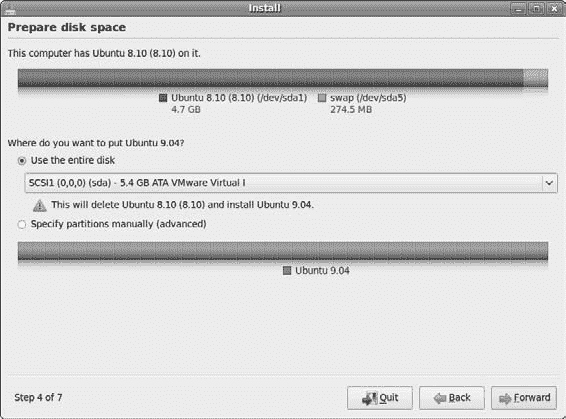 Install
Prepare disk space
This computer has Ubuntu 8.10 (8.10) on it.
Ubuntu 8.10 (8.10) (/dev/sda1) swap (/dev/sda5)
4.7 GB 274.5 MB
Where do you want to put Ubuntu 9.04?
Use the entire disk
SCSI1 (0,0,0) (sda) - 5.4 GB ATA VMware Virtual I
This will delete Ubuntu 8.10 (8.10) and install Ubuntu 9.04.
Specify partitions manually (advanced)
Ubuntu 9.04
Step 4 of 7 Quit Back Forward